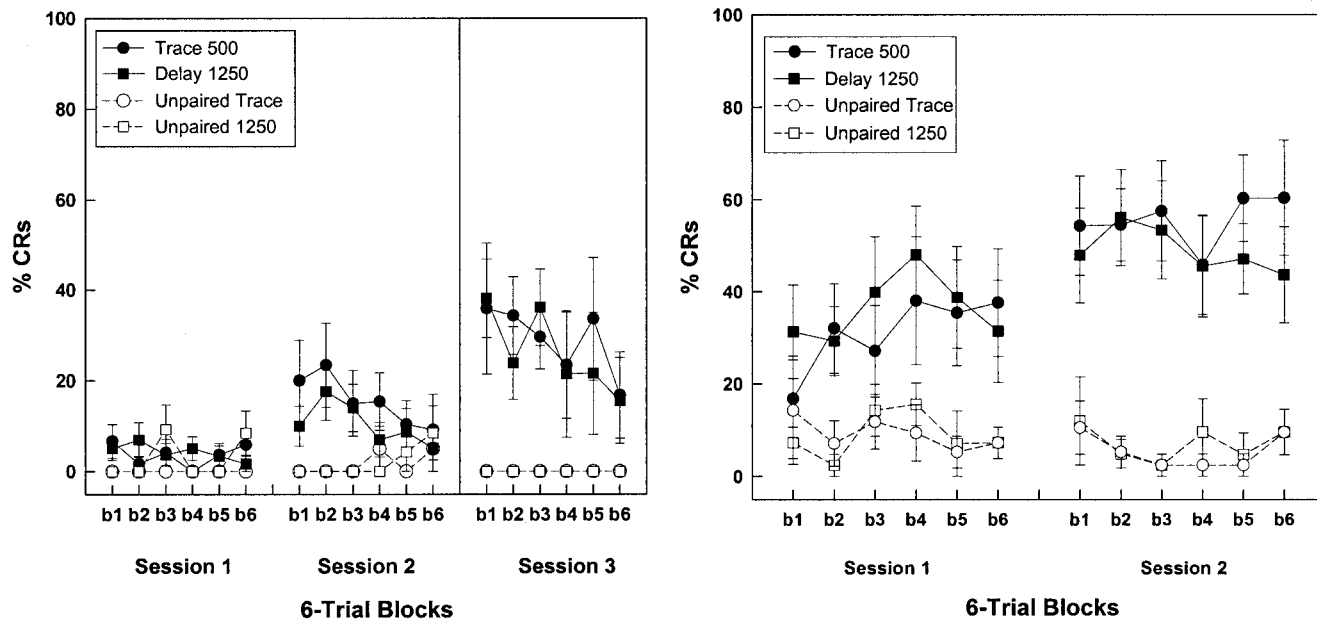 100
80
60
40
20
0
% CRs
Trace 500
Delay 1250
Unpaired Trace
Unpaired 1250
b1 b2 b3 b4 b5 b6 b1 b2 b3 b4 b5 b6 b1 b2 b3 b4 b5 b6
Session 1 Session 2 Session 3
6-Trial Blocks
100
80
60
40
20
0
% CRs
Trace 500
Delay 1250
Unpaired Trace
Unpaired 1250
b1 b2 b3 b4 b5 b6 b1 b2 b3 b4 b5 b6
Session 1 Session 2
6-Trial Blocks